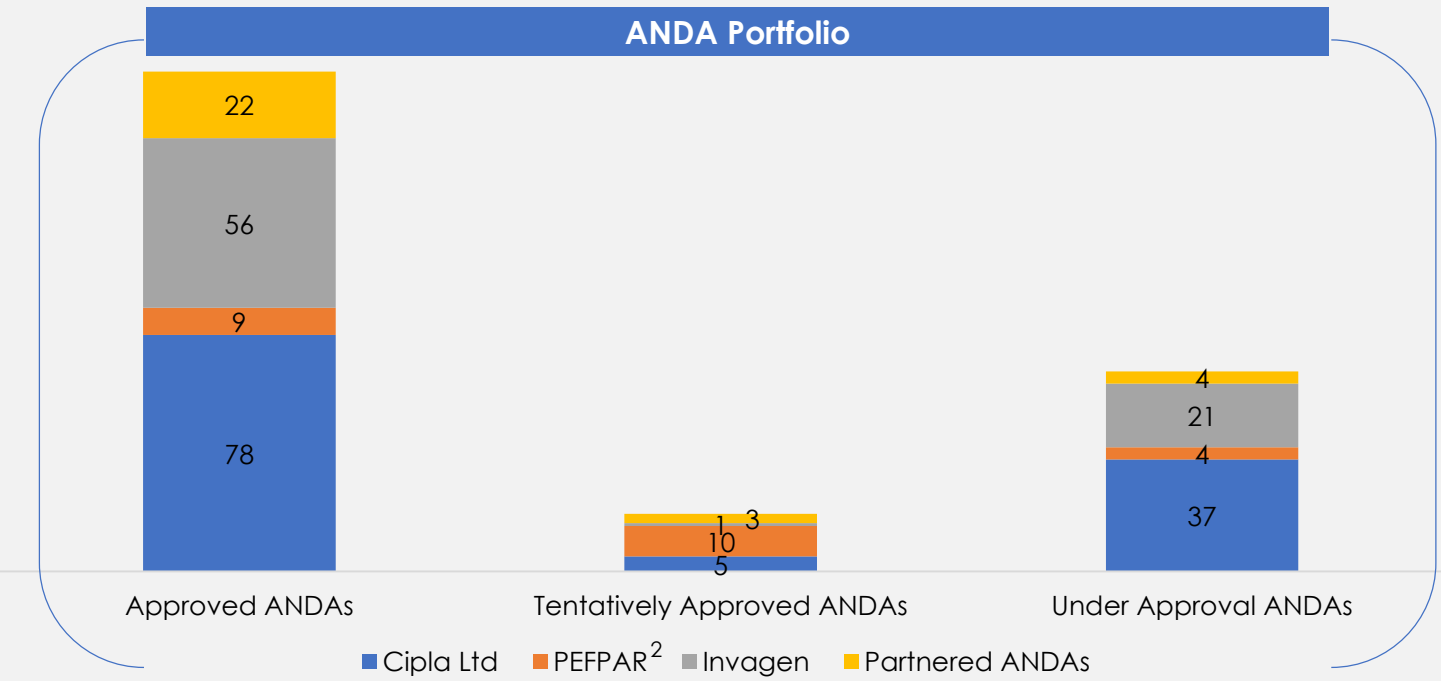 ANDA Portfolio
22
56
9
78
3
1
10
5
4
21
4
37
Approved ANDAs
Tentatively Approved ANDAs
Under Approval ANDAs
Cipla Ltd PEFPAR2 Invagen Partnered ANDAs